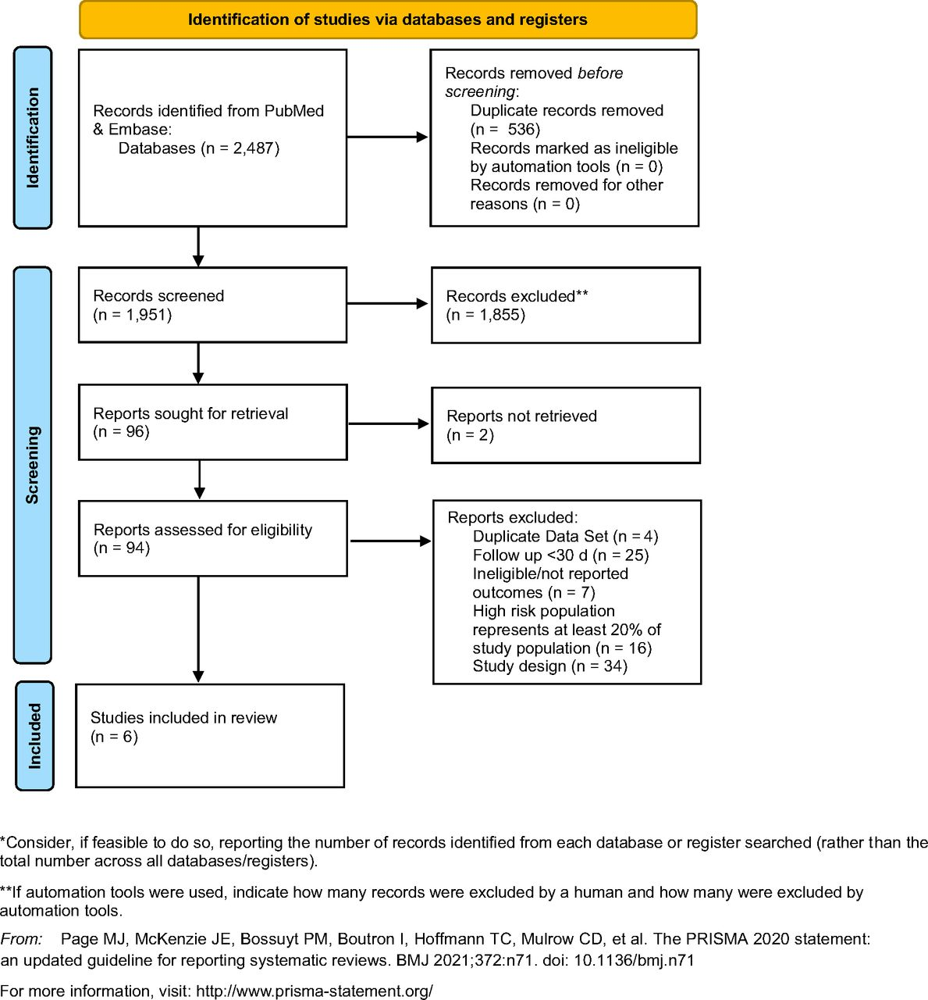 Identification of studies via databases and registers
Identification
Records identified from PubMed
& Embase:
Databases (n = 2,487)
Records removed before
screening:
Duplicate records removed
(n = 536)
Records marked as ineligible
by automation tools (n = 0)
Records removed for other
reasons (n = 0)
Screening
Records screened
(n = 1,951)
Records excluded**
(n = 1,855)
Reports sought for retrieval
(n = 96)
Reports not retrieved
(n = 2)
Reports assessed for eligibility
(n = 94)
Reports excluded:
Duplicate Data Set (n = 4)
Follow up <30 d (n = 25)
Ineligible/not reported
outcomes (n = 7)
High risk population
represents at least 20% of
study population (n = 16)
Study design (n = 34)
Included
Studies included in review
(n = 6)
*Consider, if feasible to do so, reporting the number of records identified from each database or register searched (rather than the
total number across all databases/registers).
**If automation tools were used, indicate how many records were excluded by a human and how many were excluded by
automation tools.
From: Page MJ, McKenzie JE, Bossuyt PM, Boutron I, Hoffmann TC, Mulrow CD, et al. The PRISMA 2020 statement:
an updated guideline for reporting systematic reviews. BMJ 2021;372:n71. doi: 10.1136/bmj.n71
For more information, visit: http://www.prisma-statement.org/